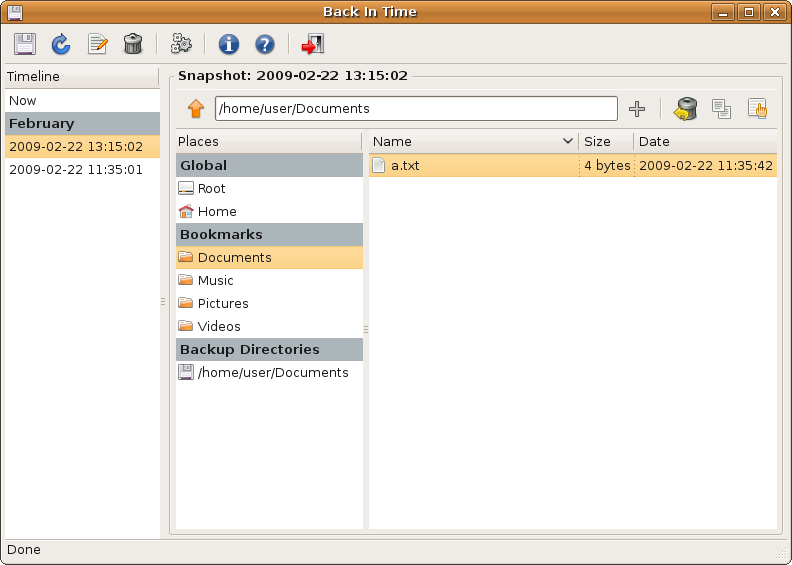 Back In Time
Timeline
Now
February
2009-02-22 13:15:02
2009-02-22 11:35:01
Snapshot: 2009-02-22 13:15:02
/home/user/Documents
Places
Global
Root
Home
Bookmarks
Documents
Music
Pictures
Videos
Backup Directories
/home/user/Documents
Name Size Date
a.txt 4 bytes 2009-02-22 11:35:42
Done